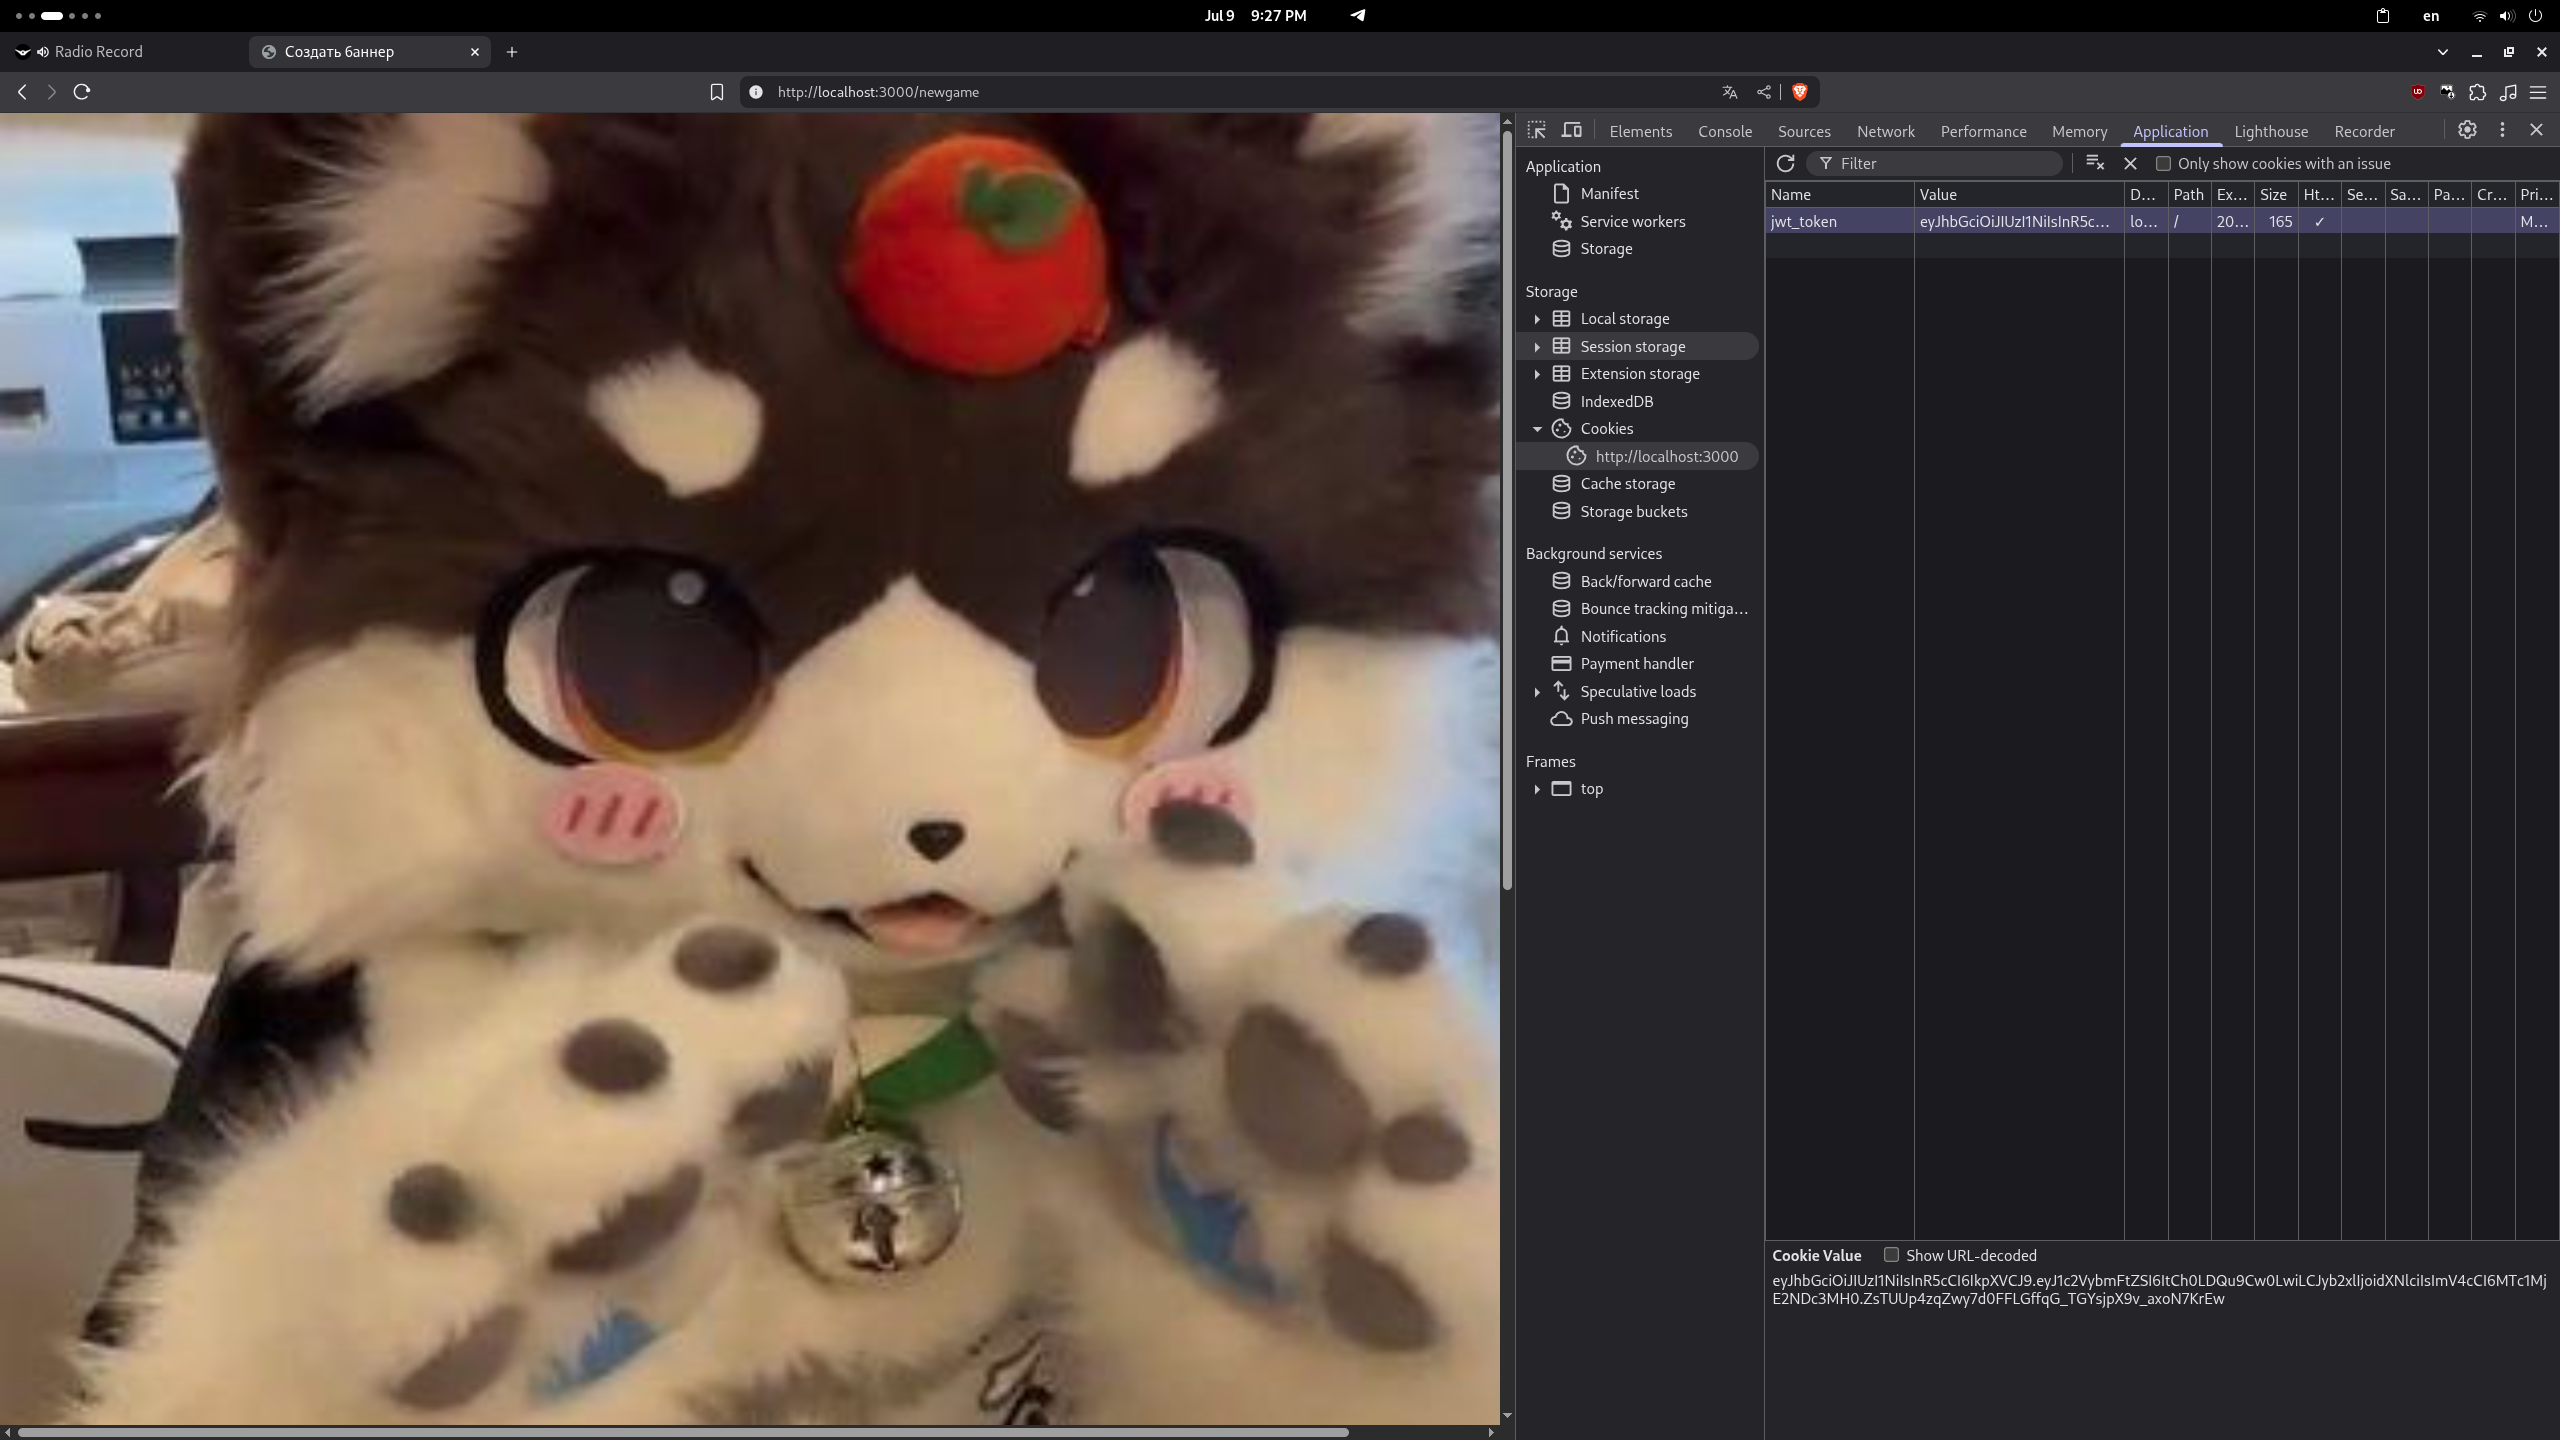 Jul 9 9:27 PM
en
Radio Record
Создать баннер
http://localhost:3000/newgame
Elements Console Sources Network Performance Memory Application Lighthouse Recorder
Application
Manifest
Service workers
Storage
Storage
Local storage
Session storage
Extension storage
IndexedDB
Cookies
http://localhost:3000
Cache storage
Storage buckets
Background services
Back/forward cache
Bounce tracking mitiga...
Notifications
Payment handler
Speculative loads
Push messaging
Frames
top
Filter
Only show cookies with an issue
Name Value D... Path Ex... Size Ht... Se... Sa... Pa... Cr... Pri...
jwt_token eyJhbGciOiJIUzI1NiIsInR5c... lo... / 20... 165 ✓ M...
Cookie Value Show URL-decoded
eyJhbGciOiJIUzI1NiIsInR5cCI6IkpXVCJ9.eyJ1c2VybmFtZSI6ItCh0LDQu9Cw0LwiLCJyb2xlIjoidXNlciIsImV4cCI6MTc1Mj
E2NDc3MH0.ZsTUUp4zqZwy7d0FFLGffqG_TGYsjpX9v_axoN7KrEw